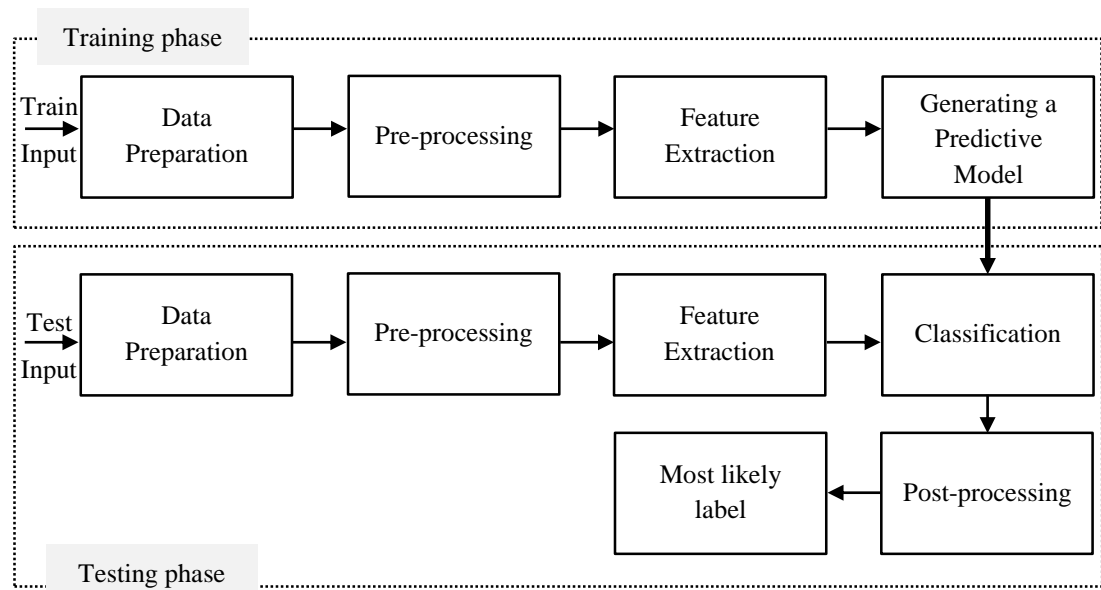 Training phase
Train
Input
Data
Preparation
Pre-processing
Feature
Extraction
Generating a
Predictive
Model
Test
Input
Data
Preparation
Pre-processing
Feature
Extraction
Classification
Most likely
label
Post-processing
Testing phase